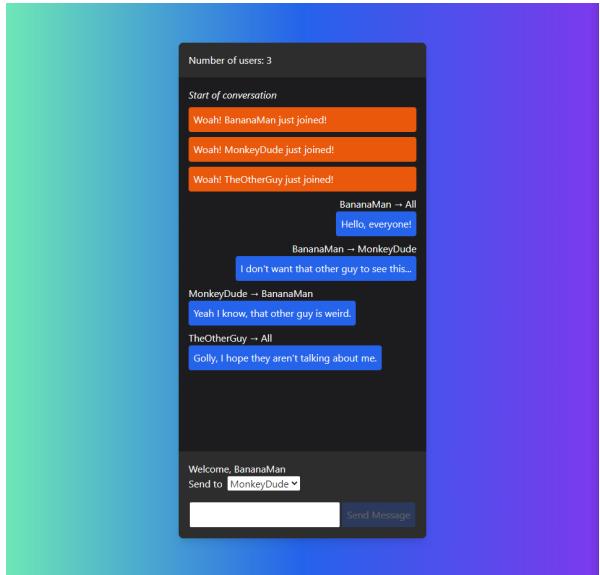 Number of users: 3
Start of conversation
Woah! BananaMan just joined!
Woah! MonkeyDude just joined!
Woah! TheOtherGuy just joined!
BananaMan → All
Hello, everyone!
BananaMan → MonkeyDude
I don't want that other guy to see this...
MonkeyDude → BananaMan
Yeah I know, that other guy is weird.
TheOtherGuy → All
Golly, I hope they aren't talking about me.
Welcome, BananaMan
Send to MonkeyDude
Send Message